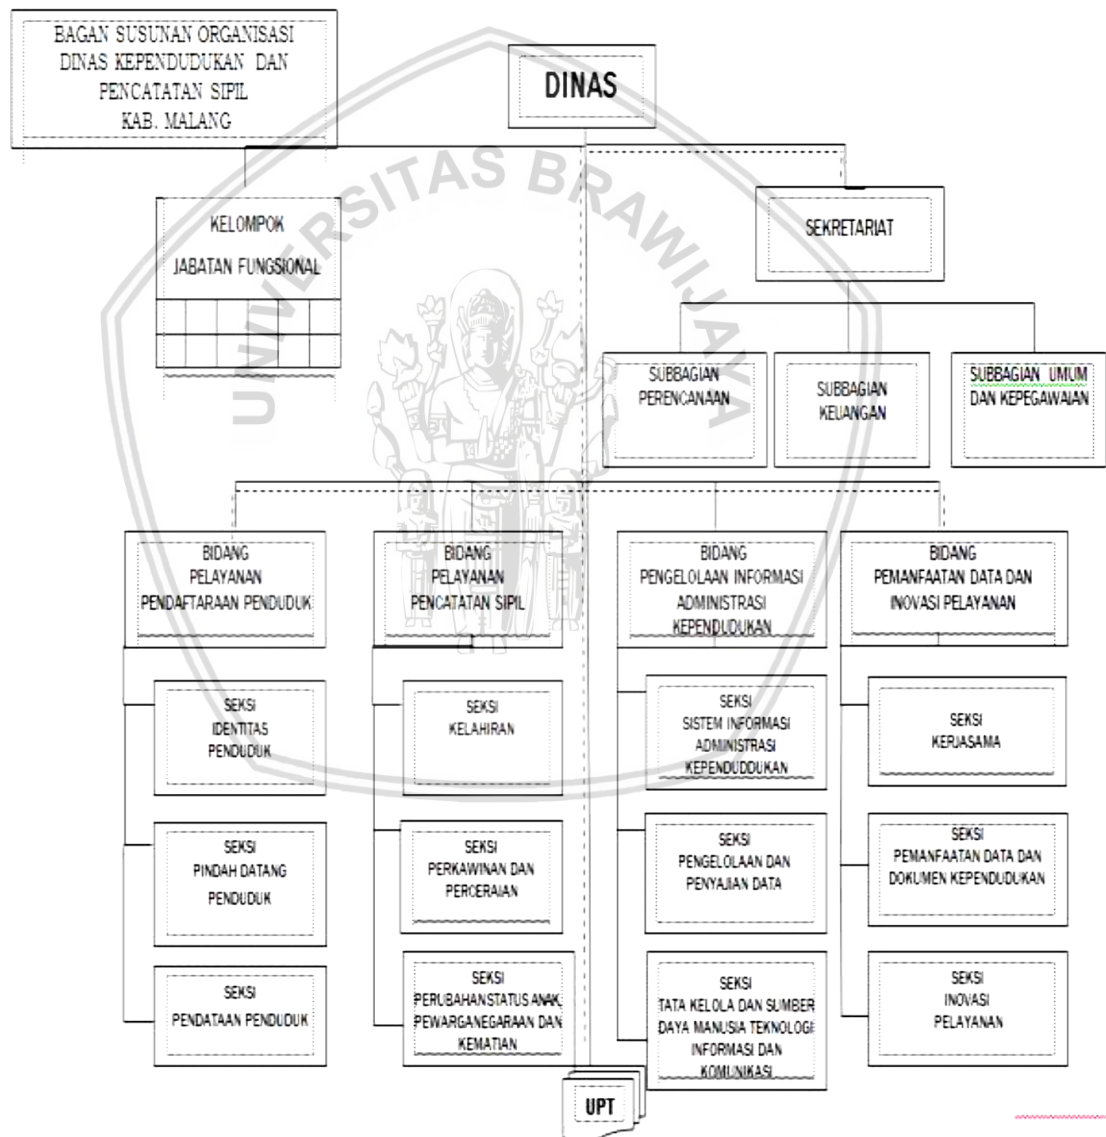 BAGAN SUSUNAN ORGANISASI
DINAS KEPENDUDUKAN DAN
PENCATATAN SIPIL
KAB. MALANG
DINAS
UNIVERSITAS BRAWIJAYA
KELOMPOK
JABATAN FUNGSIONAL
SEKRETARIAT
SUBBAGIAN
PERENCANAAN
SUBBAGIAN
KEUANGAN
SUBBAGIAN UMUM
DAN KEPEGAWAIAN
BIDANG
PELAYANAN
PENDAFTARAAN PENDUDUK
BIDANG
PELAYANAN
PENCATATAN SIPIL
BIDANG
PENGELOLAAN INFORMASI
ADMINISTRASI
KEPENDUDUKAN
BIDANG
PEMANFAATAN DATA DAN
INOVASI PELAYANAN
SEKSI
IDENTITAS
PENDUDUK
SEKSI
KELAHIRAN
SEKSI
SISTEM INFORMASI
ADMINISTRASI
KEPENDUDDUKAN
SEKSI
KERJASAMA
SEKSI
PINDAH DATANG
PENDUDUK
SEKSI
PERKAWINAN DAN
PERCERAIAN
SEKSI
PENGELOLAAN DAN
PENYAJIAN DATA
SEKSI
PEMANFAATAN DATA DAN
DOKUMEN KEPENDUDUKAN
SEKSI
PENDATAAN PENDUDUK
SEKSI
PERUBAHAN STATUS ANAK,
PEWARGANEGARAAN DAN
KEMATIAN
SEKSI
TATA KELOLA DAN SUMBER
DAYA MANUSIA TEKNOLOGI
INFORMASI DAN
KOMUNIKASI
SEKSI
INOVASI
PELAYANAN
UPT